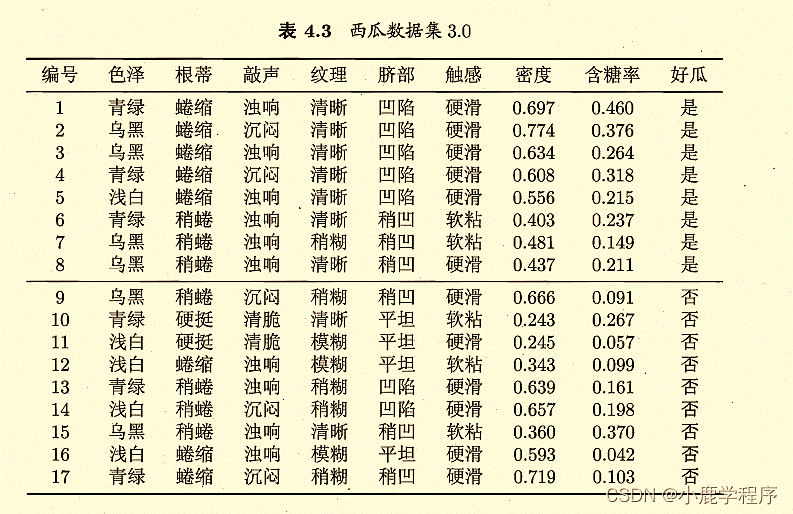 表 4.3 西瓜数据集 3.0
编号 色泽 根蒂 敲声 纹理 脐部 触感 密度 含糖率 好瓜
1 青绿 蜷缩 浊响 清晰 凹陷 硬滑 0.697 0.460 是
2 乌黑 蜷缩 沉闷 清晰 凹陷 硬滑 0.774 0.376 是
3 乌黑 蜷缩 浊响 清晰 凹陷 硬滑 0.634 0.264 是
4 青绿 蜷缩 沉闷 清晰 凹陷 硬滑 0.608 0.318 是
5 浅白 蜷缩 浊响 清晰 凹陷 硬滑 0.556 0.215 是
6 青绿 稍蜷 浊响 清晰 稍凹 软粘 0.403 0.237 是
7 乌黑 稍蜷 浊响 稍糊 稍凹 软粘 0.481 0.149 是
8 乌黑 稍蜷 浊响 清晰 稍凹 硬滑 0.437 0.211 是
9 乌黑 稍蜷 沉闷 稍糊 稍凹 硬滑 0.666 0.091 否
10 青绿 硬挺 清脆 清晰 平坦 软粘 0.243 0.267 否
11 浅白 硬挺 清脆 模糊 平坦 硬滑 0.245 0.057 否
12 浅白 蜷缩 浊响 模糊 平坦 软粘 0.343 0.099 否
13 青绿 稍蜷 浊响 稍糊 凹陷 硬滑 0.639 0.161 否
14 浅白 稍蜷 沉闷 稍糊 凹陷 硬滑 0.657 0.198 否
15 乌黑 稍蜷 浊响 清晰 稍凹 软粘 0.360 0.370 否
16 浅白 蜷缩 浊响 模糊 平坦 硬滑 0.593 0.042 否
17 青绿 蜷缩 沉闷 稍糊 稍凹 硬滑 0.719 0.103 否
CSDN @小鹿学程序